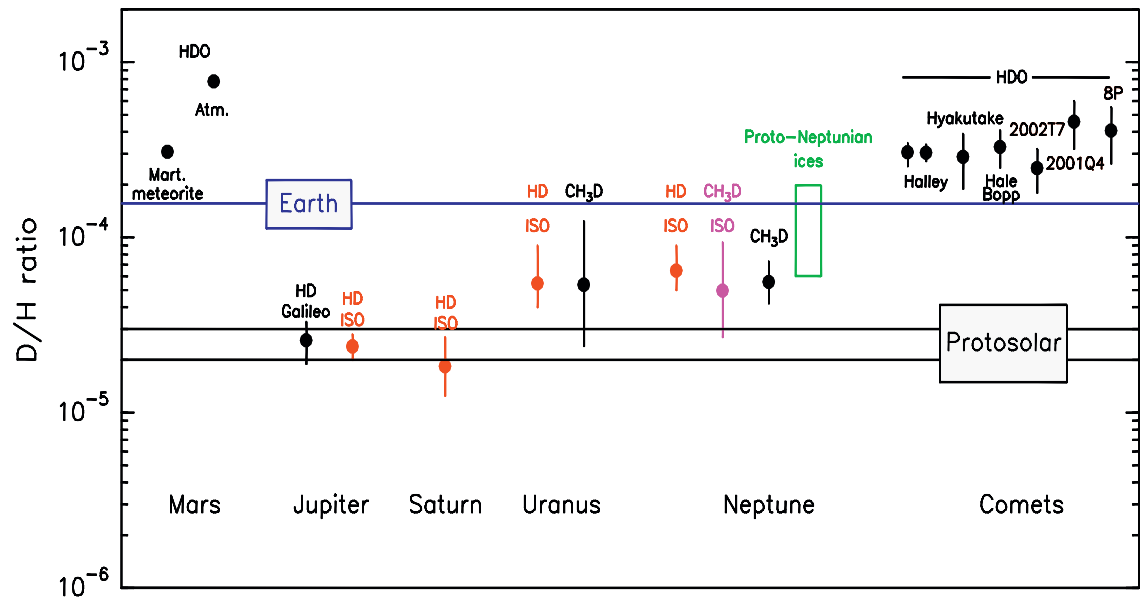 D/H ratio
10⁻³
10⁻⁴
10⁻⁵
10⁻⁶
HDO
Atm.
Mart.
meteorite
Earth
HD
Galileo
HD
ISO
HD
ISO
HD
ISO
CH₃D
HD
ISO
CH₃D
ISO
CH₃D
Proto-Neptunian
ices
HDO
Halley
Hyakutake
Hale
Bopp
2002T7
2001Q4
8P
Protosolar
Mars
Jupiter
Saturn
Uranus
Neptune
Comets